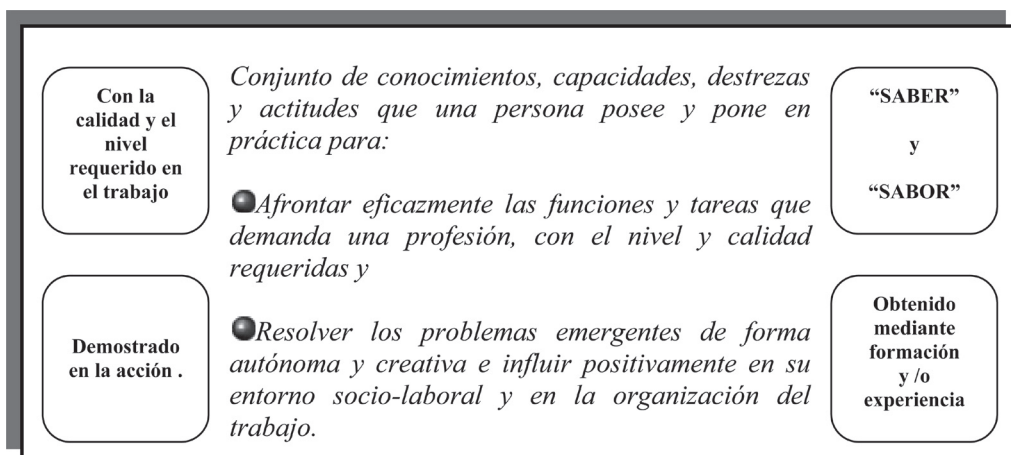 Con la
calidad y el
nivel
requerido en
el trabajo
Demostrado
en la acción .
Conjunto de conocimientos, capacidades, destrezas
y actitudes que una persona posee y pone en
práctica para:
Afrontar eficazmente las funciones y tareas que
demanda una profesión, con el nivel y calidad
requeridas y
Resolver los problemas emergentes de forma
autónoma y creativa e influir positivamente en su
entorno socio-laboral y en la organización del
trabajo.
“SABER”
y
“SABOR”
Obtenido
mediante
formación
y /o
experiencia